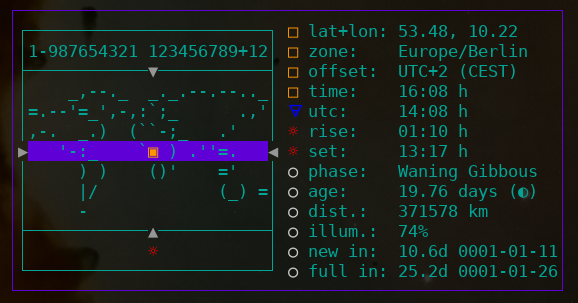 1-987654321 123456789+12
lat+lon: 53.48, 10.22
zone: Europe/Berlin
offset: UTC+2 (CEST)
time: 16:08 h
utc: 14:08 h
rise: 01:10 h
set: 13:17 h
phase: Waning Gibbous
age: 19.76 days (◐)
dist.: 371578 km
illum.: 74%
new in: 10.6d 0001-01-11
full in: 25.2d 0001-01-26